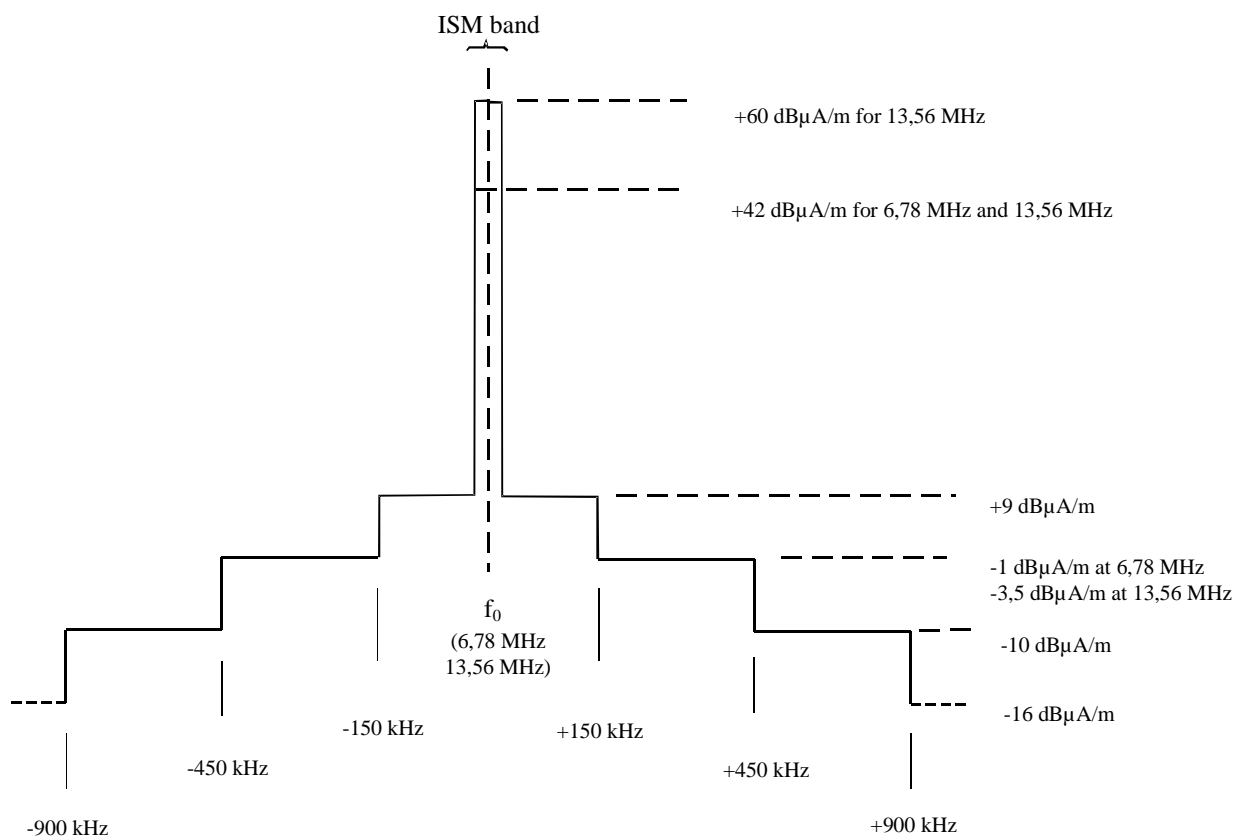 ISM band
+60 dBµA/m for 13,56 MHz
+42 dBµA/m for 6,78 MHz and 13,56 MHz
+9 dBµA/m
-1 dBµA/m at 6,78 MHz
-3,5 dBµA/m at 13,56 MHz
f0
(6,78 MHz
13,56 MHz)
-10 dBµA/m
-16 dBµA/m
-150 kHz
+150 kHz
-450 kHz
+450 kHz
-900 kHz
+900 kHz